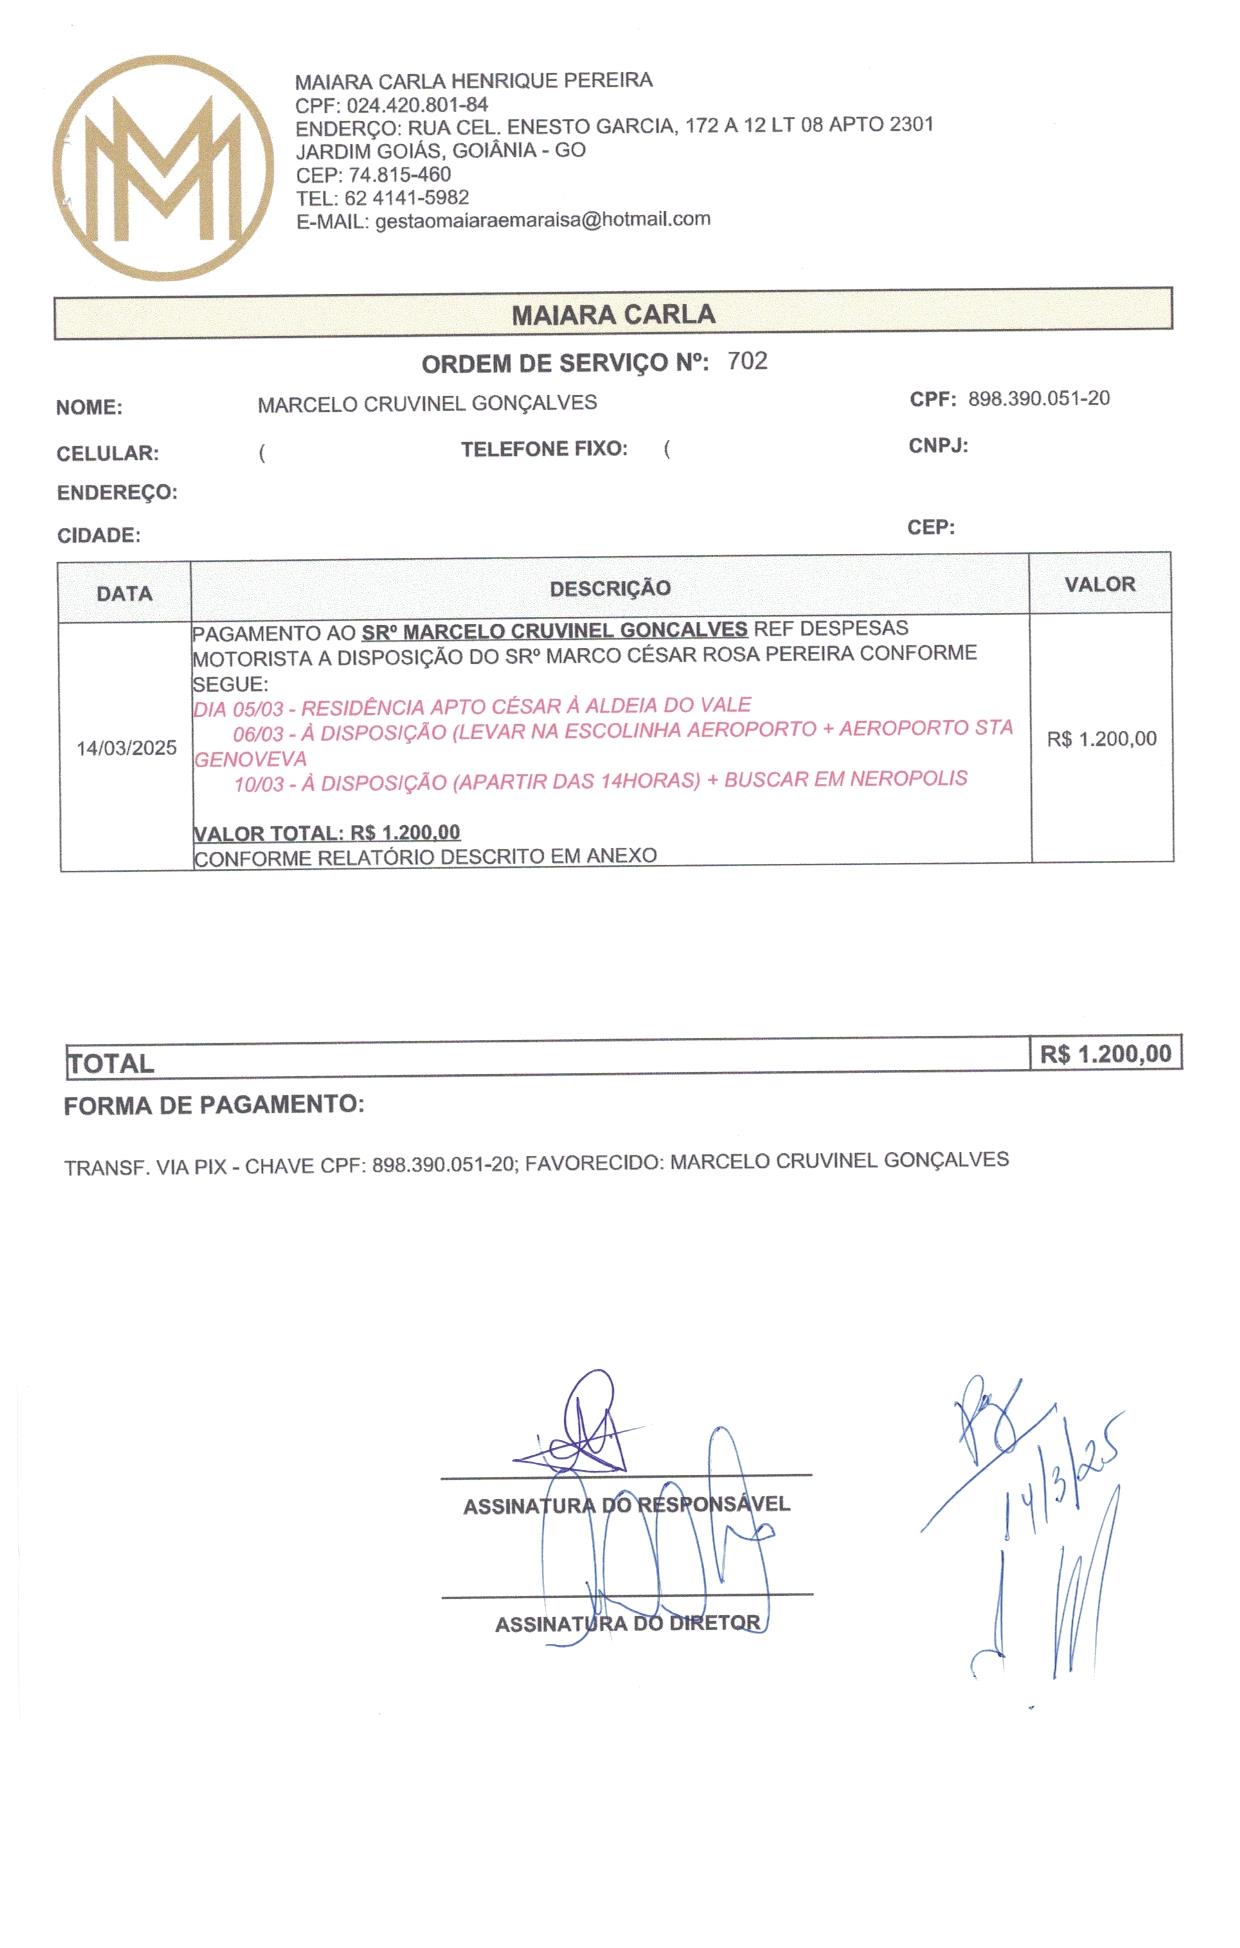 MAIARA CARLA HENRIQUE PEREIRA
CPF: 024.420.801-84
ENDERÇO: RUA CEL. ENESTO GARCIA, 172 A 12 LT 08 APTO 2301
JARDIM GOIÁS, GOIÂNIA - GO
CEP: 74.815-460
TEL: 62 4141-5982
E-MAIL: gestaomaiaraemaraisa@hotmail.com
MAIARA CARLA
ORDEM DE SERVIÇO Nº: 702
NOME: MARCELO CRUVINEL GONÇALVES CPF: 898.390.051-20
CELULAR: ( TELEFONE FIXO: ( CNPJ:
ENDEREÇO:
CIDADE: CEP:
DATA DESCRIÇÃO VALOR
PAGAMENTO AO SRº MARCELO CRUVINEL GONCALVES REF DESPESAS
MOTORISTA A DISPOSIÇÃO DO SRº MARCO CÉSAR ROSA PEREIRA CONFORME
SEGUE:
DIA 05/03 - RESIDÊNCIA APTO CÉSAR À ALDEIA DO VALE
06/03 - À DISPOSIÇÃO (LEVAR NA ESCOLINHA AEROPORTO + AEROPORTO STA
GENOVEVA
14/03/2025 R$ 1.200,00
10/03 - À DISPOSIÇÃO (APARTIR DAS 14HORAS) + BUSCAR EM NEROPOLIS
VALOR TOTAL: R$ 1.200,00
CONFORME RELATÓRIO DESCRITO EM ANEXO
TOTAL R$ 1.200,00
FORMA DE PAGAMENTO:
TRANSF. VIA PIX - CHAVE CPF: 898.390.051-20; FAVORECIDO: MARCELO CRUVINEL GONÇALVES
14/3/25
ASSINATURA DO RESPONSÁVEL
ASSINATURA DO DIRETOR